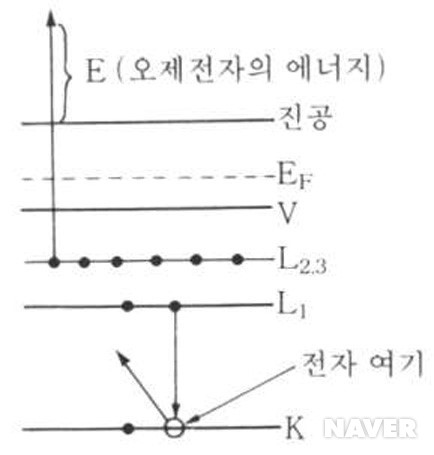 E (오제전자의 에너지)
진공
E_F
V
L_2.3
L_1
전자 여기
K
NAVER